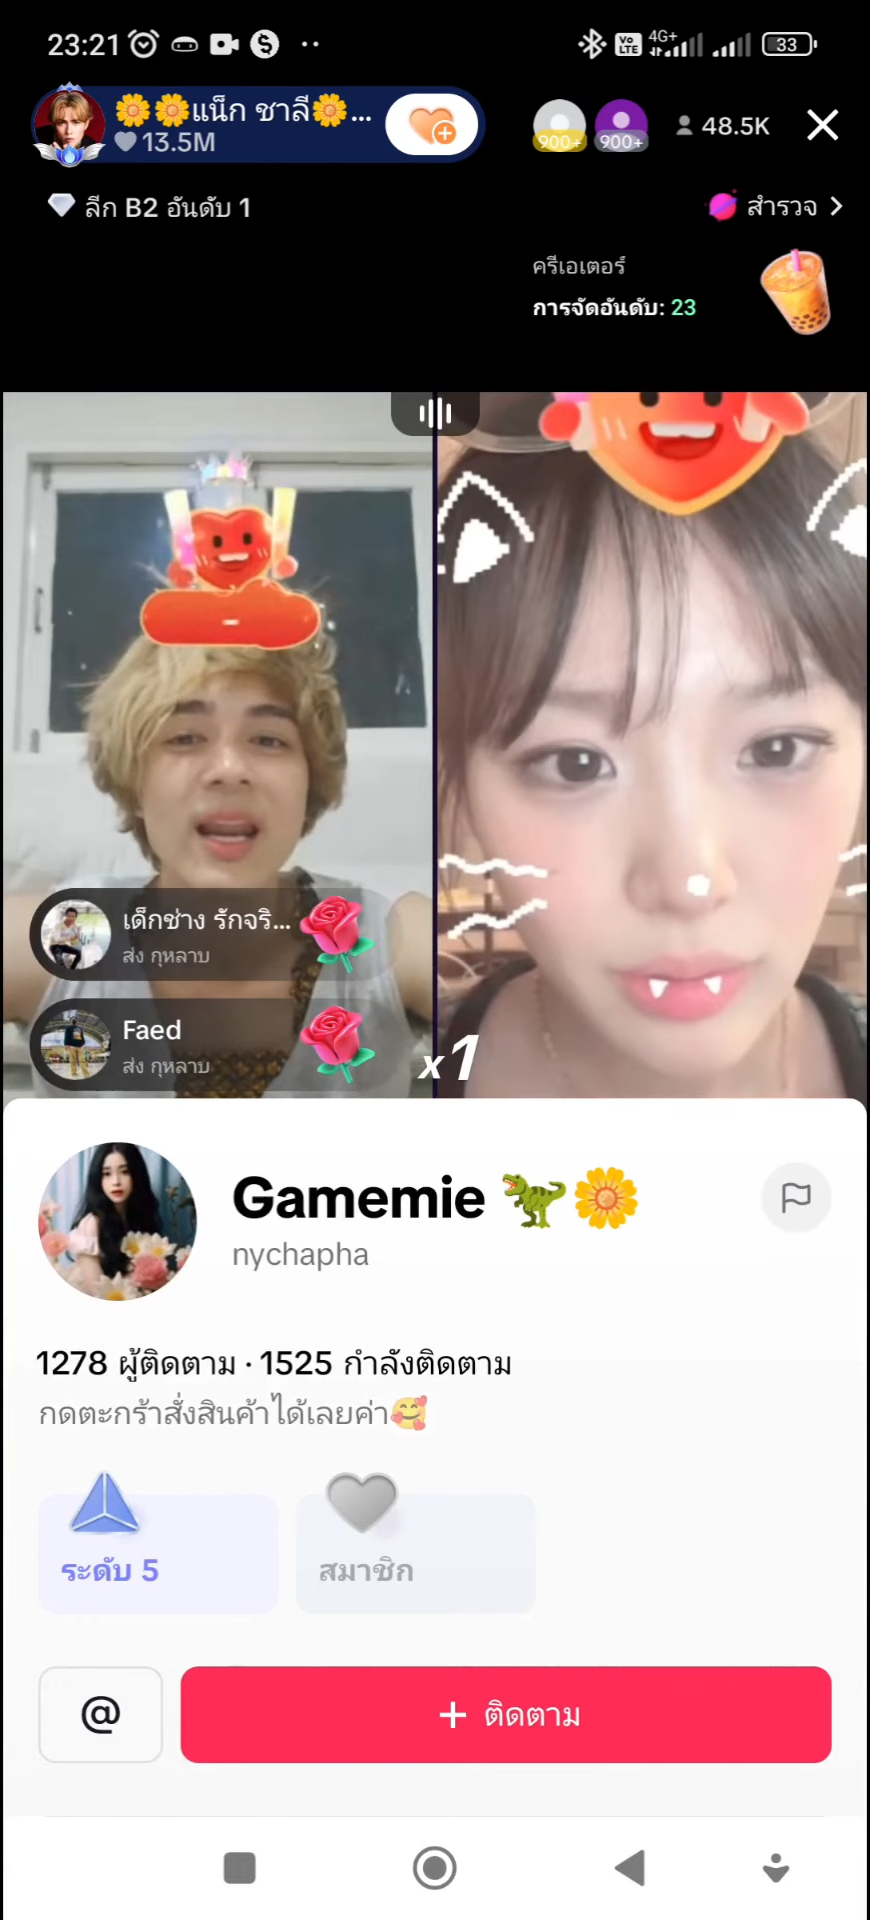 23:21
Vo LTE
4G+
33
🌼🌼แน็ก ชาลี🌼...
13.5M
900+
900+
48.5K
ลีก B2 อันดับ 1
สำรวจ
ครีเอเตอร์
การจัดอันดับ: 23
เด็กช่าง รักจริ...
ส่ง กุหลาบ
Faed
ส่ง กุหลาบ
x1
Gamemie 🦖🌼
nychapha
1278 ผู้ติดตาม · 1525 กำลังติดตาม
กดตะกร้าสั่งสินค้าได้เลยค่า🥰
ระดับ 5
สมาชิก
@
+ ติดตาม